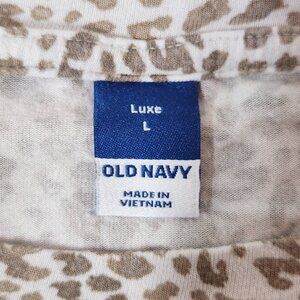 Luxe
L
OLD NAVY
MADE IN
VIETNAM